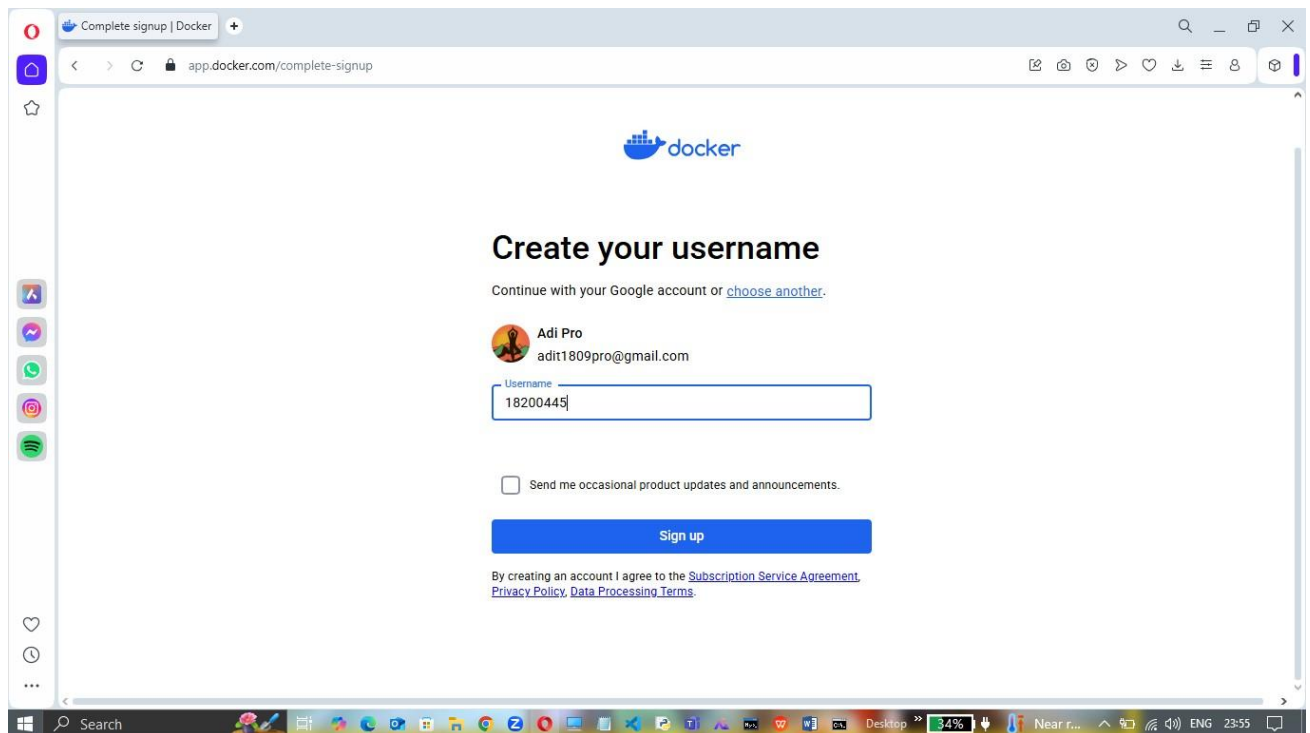 Complete signup | Docker
app.docker.com/complete-signup
docker
Create your username
Continue with your Google account or choose another.
Adi Pro
adit1809pro@gmail.com
Username
18200445
Send me occasional product updates and announcements.
Sign up
By creating an account I agree to the Subscription Service Agreement,
Privacy Policy, Data Processing Terms.
Search
Desktop
34%
Near r...
ENG
23:55